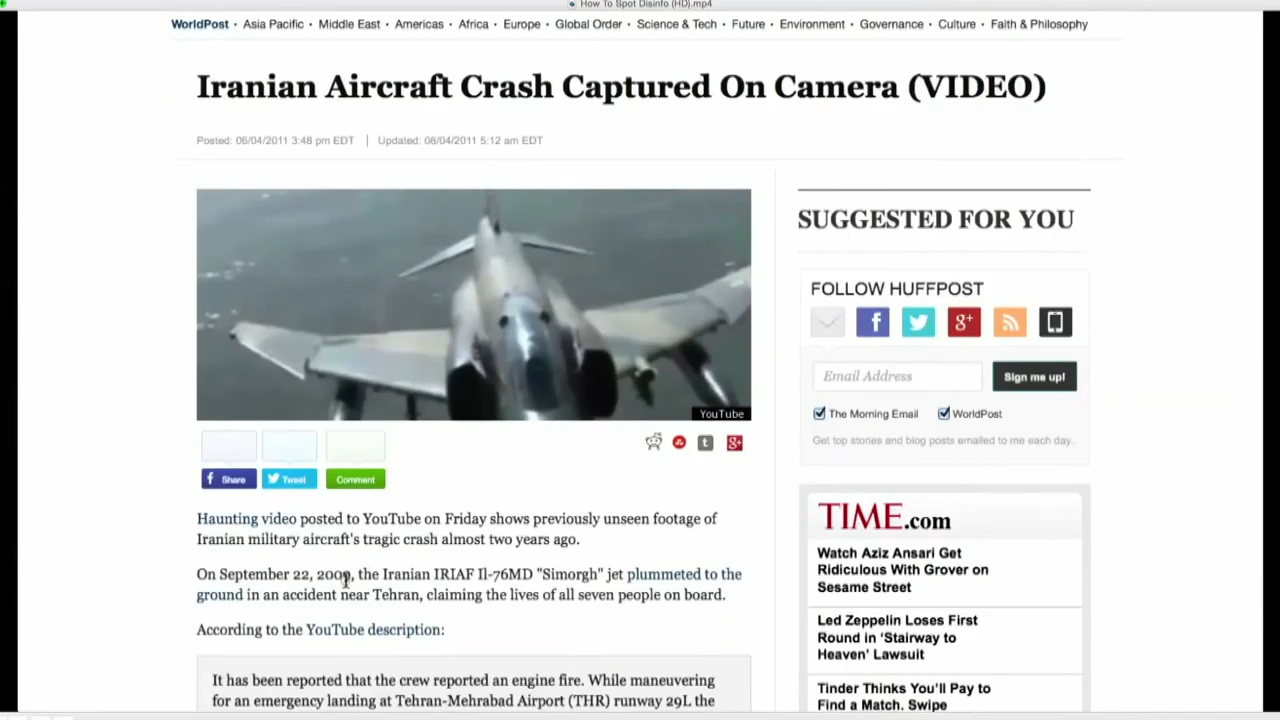 How To Spot Disinfo (HD).mp4
WorldPost • Asia Pacific • Middle East • Americas • Africa • Europe • Global Order • Science & Tech • Future • Environment • Governance • Culture • Faith & Philosophy
Iranian Aircraft Crash Captured On Camera (VIDEO)
Posted: 06/04/2011 3:48 pm EDT | Updated: 08/04/2011 5:12 am EDT
YouTube
Share Tweet Comment
Haunting video posted to YouTube on Friday shows previously unseen footage of
Iranian military aircraft's tragic crash almost two years ago.
On September 22, 2009, the Iranian IRIAF Il-76MD "Simorgh" jet plummeted to the
ground in an accident near Tehran, claiming the lives of all seven people on board.
According to the YouTube description:
It has been reported that the crew reported an engine fire. While maneuvering
for an emergency landing at Tehran-Mehrabad Airport (THR) runway 29L the
SUGGESTED FOR YOU
FOLLOW HUFFPOST
Email Address
Sign me up!
The Morning Email
WorldPost
Get top stories and blog posts emailed to me each day.
TIME.com
Watch Aziz Ansari Get
Ridiculous With Grover on
Sesame Street
Led Zeppelin Loses First
Round in 'Stairway to
Heaven' Lawsuit
Tinder Thinks You'll Pay to
Find a Match. Swipe